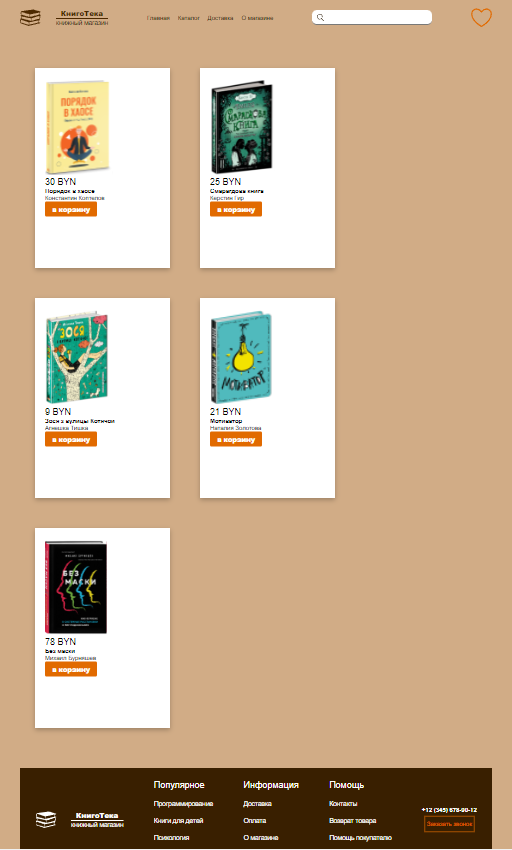 КнигоТека
книжный магазин
Главная Каталог Доставка О магазине
ПОРЯДОК
В ХАОСЕ
30 BYN
Порядок в хаосе
Константин Коптелов
в корзину
25 BYN
Смарагдова книга
Керстин Гир
в корзину
ЗОСЯ
9 BYN
Зося з вулицы Котячой
Агнешка Тишка
в корзину
МОТИВАТОР
21 BYN
Мотиватор
Наталия Золотова
в корзину
БЕЗ
МАСКИ
78 BYN
Без маски
Михаил Бурняшев
в корзину
КнигоТека
книжный магазин
Популярное
Программирование
Книги для детей
Психология
Информация
Доставка
Оплата
О магазине
Помощь
Контакты
Возврат товара
Помощь покупателю
+12 (345) 678-90-12
Заказать звонок